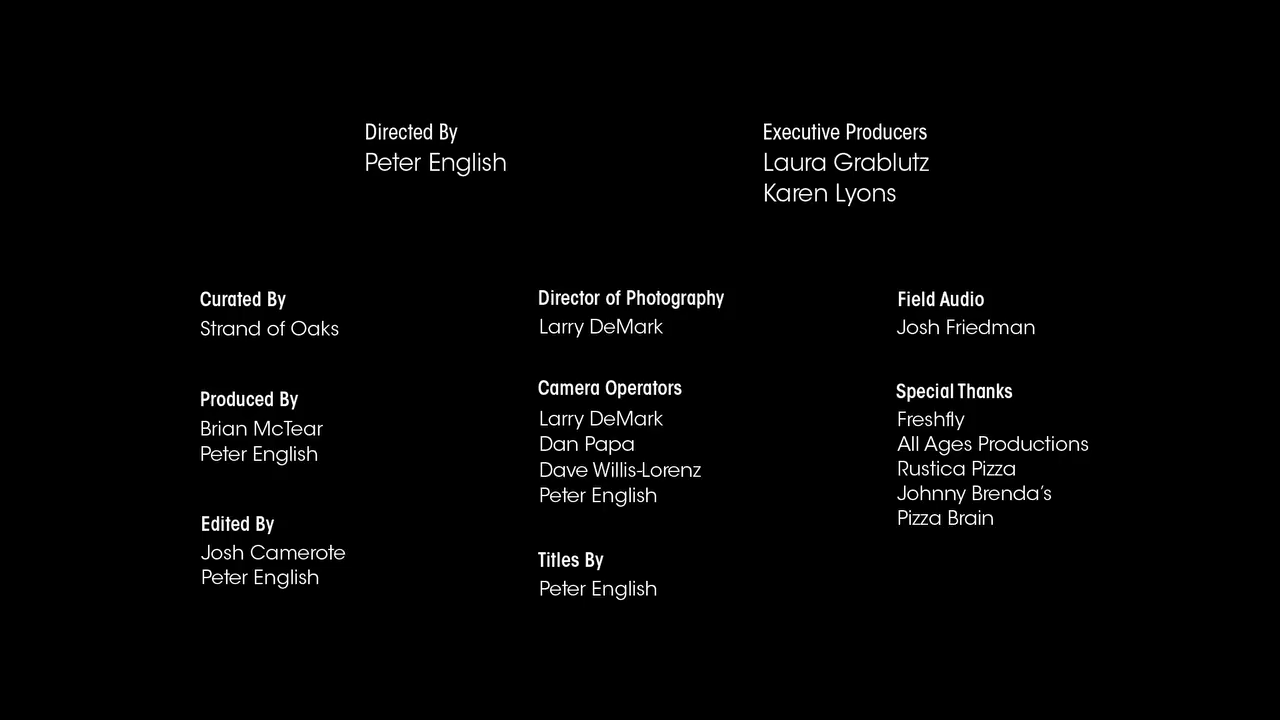 Directed By
Peter English
Executive Producers
Laura Grablutz
Karen Lyons
Curated By
Strand of Oaks
Produced By
Brian McTear
Peter English
Edited By
Josh Camerote
Peter English
Director of Photography
Larry DeMark
Camera Operators
Larry DeMark
Dan Papa
Dave Willis-Lorenz
Peter English
Titles By
Peter English
Field Audio
Josh Friedman
Special Thanks
Freshfly
All Ages Productions
Rustica Pizza
Johnny Brenda’s
Pizza Brain